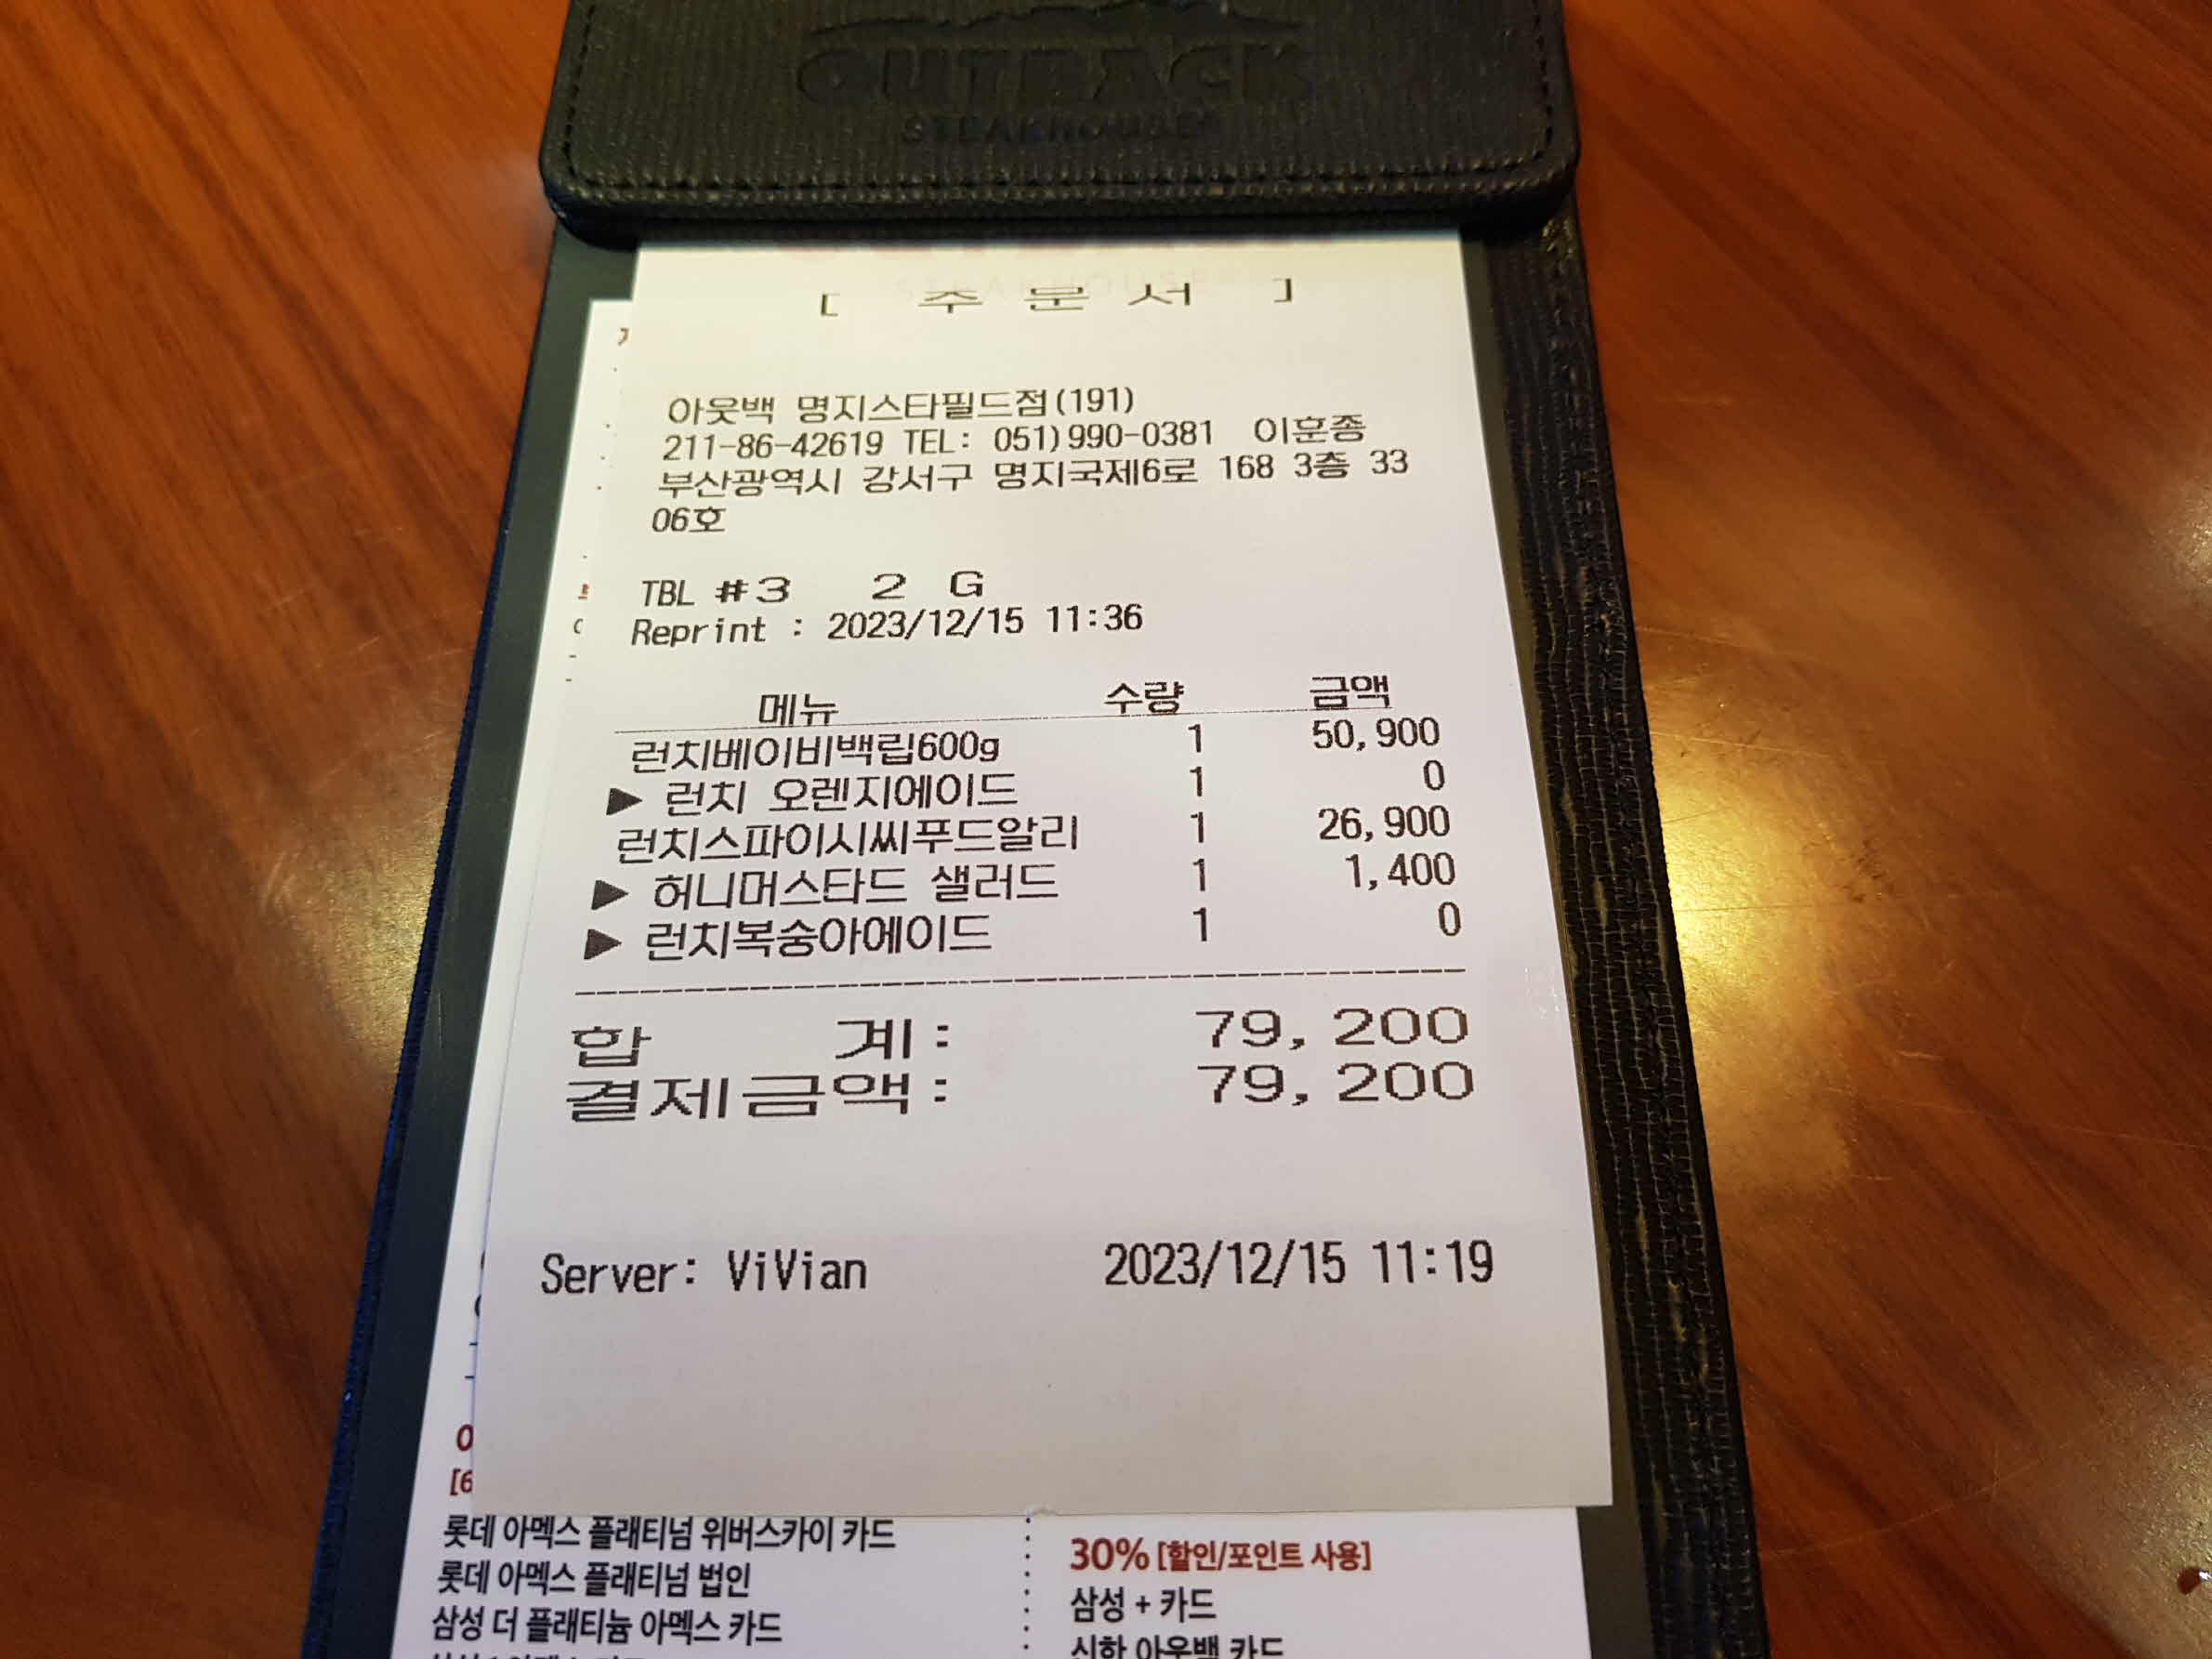 OUTBACK
STEAKHOUSE
[ 주 문 서 ]
아웃백 명지스타필드점(191)
211-86-42619 TEL: 051)990-0381 이훈종
부산광역시 강서구 명지국제6로 168 3층 33
06호
TBL #3 2 G
Reprint : 2023/12/15 11:36
메뉴 수량 금액
런치베이비백립600g 1 50,900
▶ 런치 오렌지에이드 1 0
런치스파이시씨푸드알리 1 26,900
▶ 허니머스타드 샐러드 1 1,400
▶ 런치복숭아에이드 1 0
합 계: 79,200
결제금액: 79,200
Server: ViVian 2023/12/15 11:19
[6
롯데 아멕스 플래티넘 위버스카이 카드
롯데 아멕스 플래티넘 법인
삼성 더 플래티늄 아멕스 카드
30% [할인/포인트 사용]
삼성 + 카드
신한 아웃백 카드